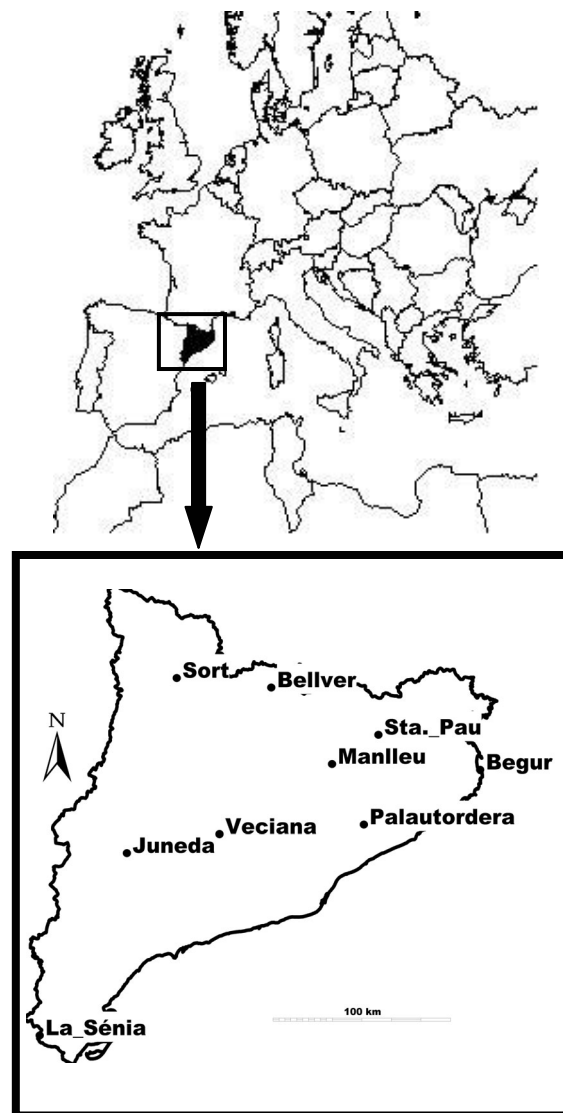 Sort
Bellver
N
Sta._Pau
Manlleu
Begur
Palautordera
Veciana
Juneda
100 km
La_Sénia